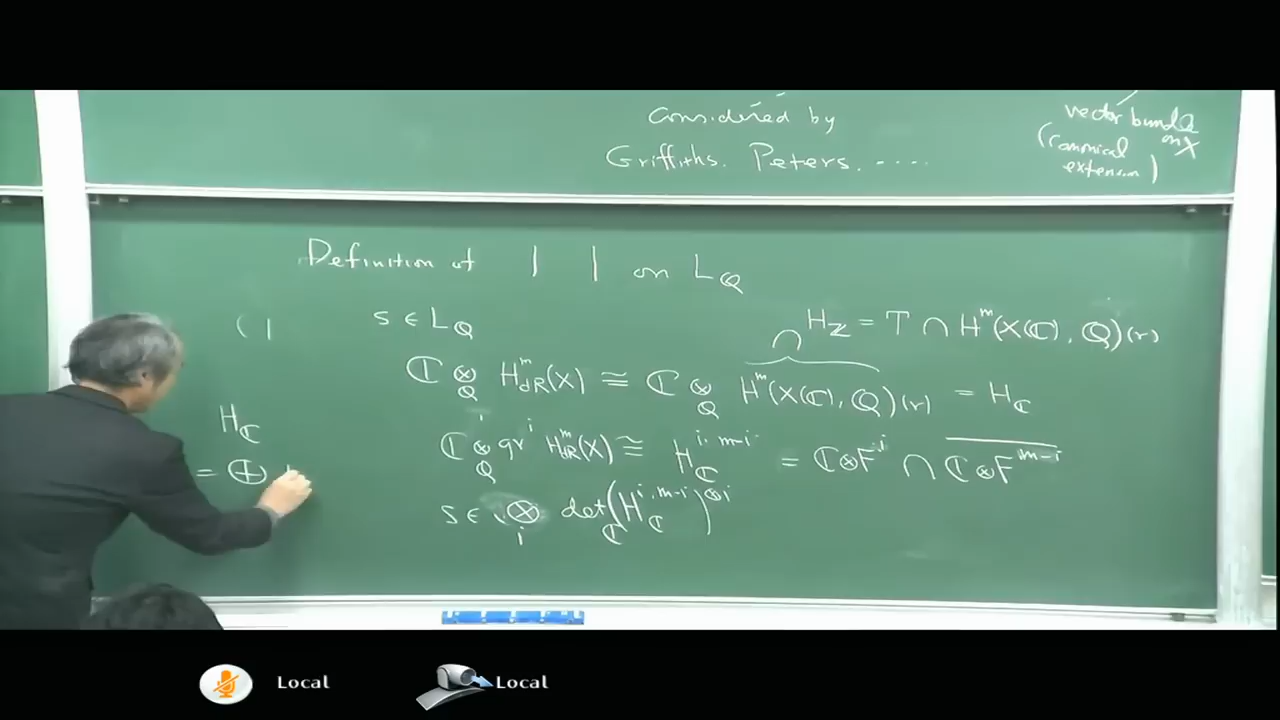 Considered by
Griffiths. Peters. .....
vector bundle on X
(canonical
extension)
Definition of | | on L_Q
s ∈ L_Q
H_Z = T ∩ H^m(X(ℂ), ℚ)(r)
∩
ℂ ⊗_ℚ H^m_dR(X) ≅ ℂ ⊗_ℚ H^m(X(ℂ), ℚ)(r) = H_ℂ
ℂ ⊗_ℚ gr^i H^m_dR(X) ≅ H_ℂ^{i, m-i} = ℂ⊗F^i ∩ \overline{ℂ⊗F^{m-i}}
s ∈ ⊗_i det_ℂ(H_ℂ^{i, m-i})^{⊗i}
( |
H_ℂ
= ⊕
Local
Local